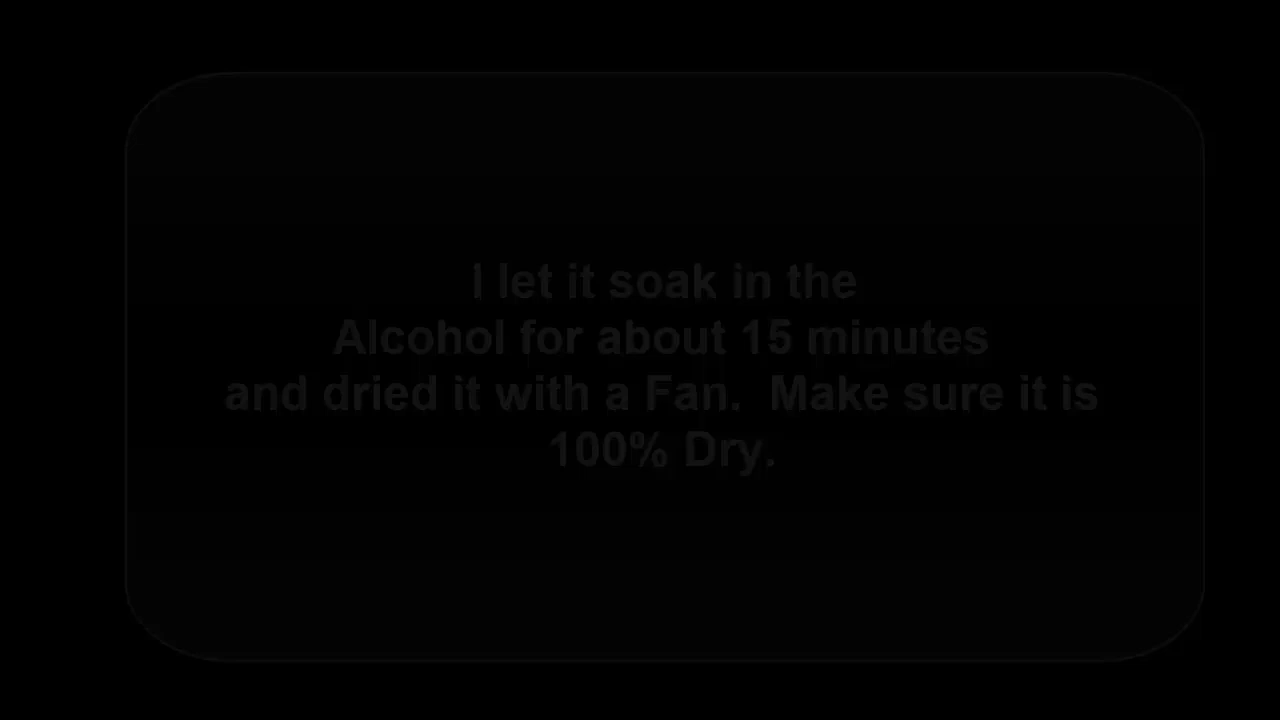 I let it soak in the
Alcohol for about 15 minutes
and dried it with a Fan.  Make sure it is
100% Dry.